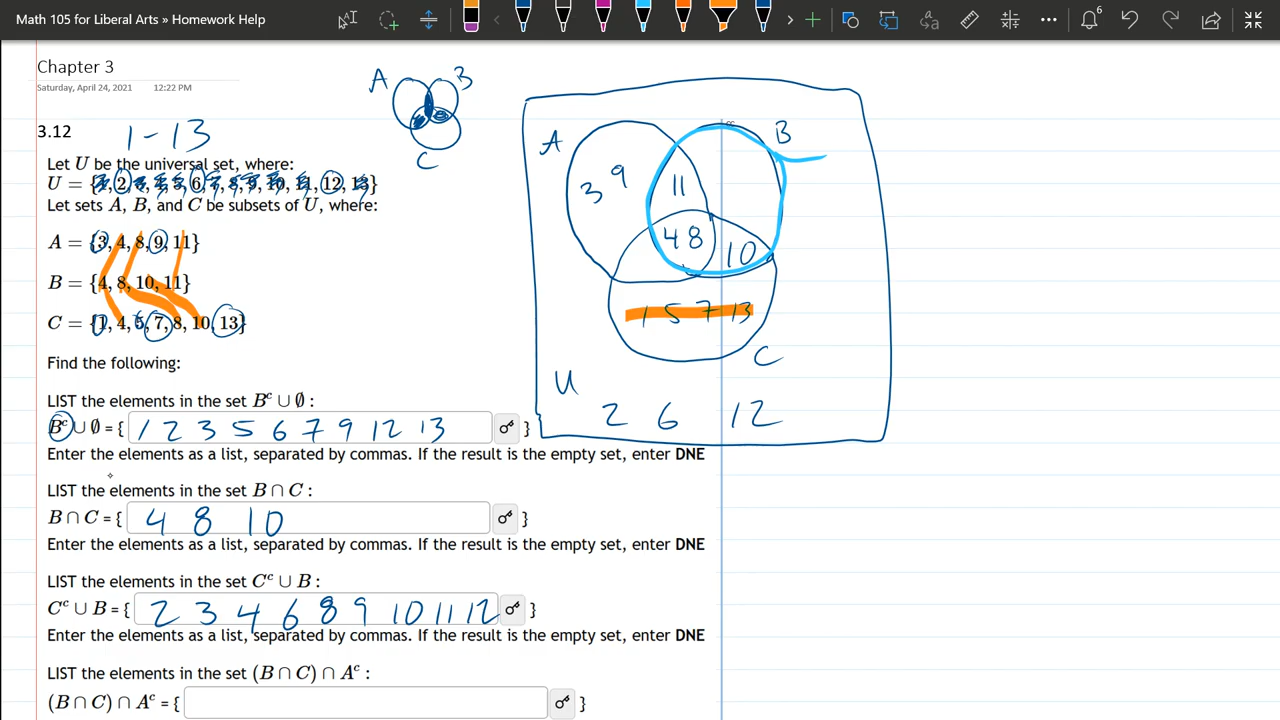 Math 105 for Liberal Arts » Homework Help
6
Chapter 3
Saturday, April 24, 2021 12:22 PM
3.12 1-13
A B C
Let U be the universal set, where:
U = {1, 2, 3, 4, 5, 6, 7, 8, 9, 10, 11, 12, 13}
Let sets A, B, and C be subsets of U, where:
A = {3, 4, 8, 9, 11}
B = {4, 8, 10, 11}
C = {1, 4, 5, 7, 8, 10, 13}
Find the following:
LIST the elements in the set Bᶜ ∪ ∅ :
Bᶜ ∪ ∅ = { 1 2 3 5 6 7 9 12 13 }
Enter the elements as a list, separated by commas. If the result is the empty set, enter DNE
LIST the elements in the set B ∩ C :
B ∩ C = { 4 8 10 }
Enter the elements as a list, separated by commas. If the result is the empty set, enter DNE
LIST the elements in the set Cᶜ ∪ B :
Cᶜ ∪ B = { 2 3 4 6 8 9 10 11 12 }
Enter the elements as a list, separated by commas. If the result is the empty set, enter DNE
LIST the elements in the set (B ∩ C) ∩ Aᶜ :
(B ∩ C) ∩ Aᶜ = { }
A B
3 9 11
4 8 10
1 5 7 13
C
U
2 6 12